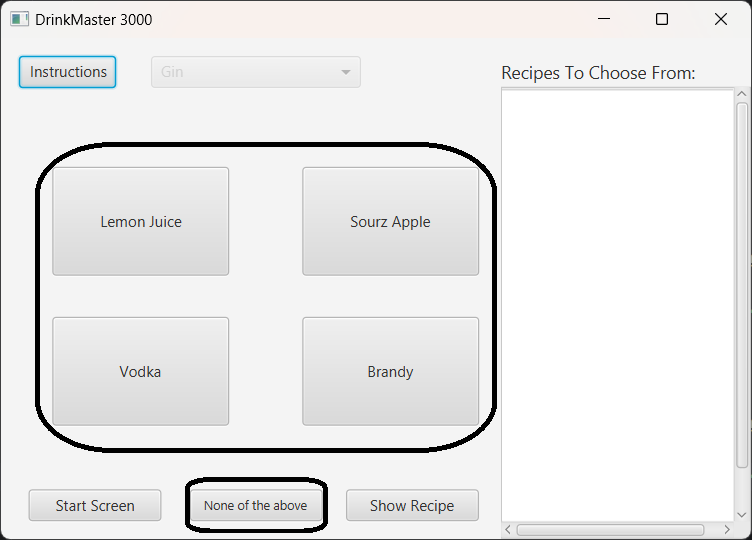 DrinkMaster 3000
Instructions
Gin
Recipes To Choose From:
Lemon Juice
Sourz Apple
Vodka
Brandy
Start Screen
None of the above
Show Recipe